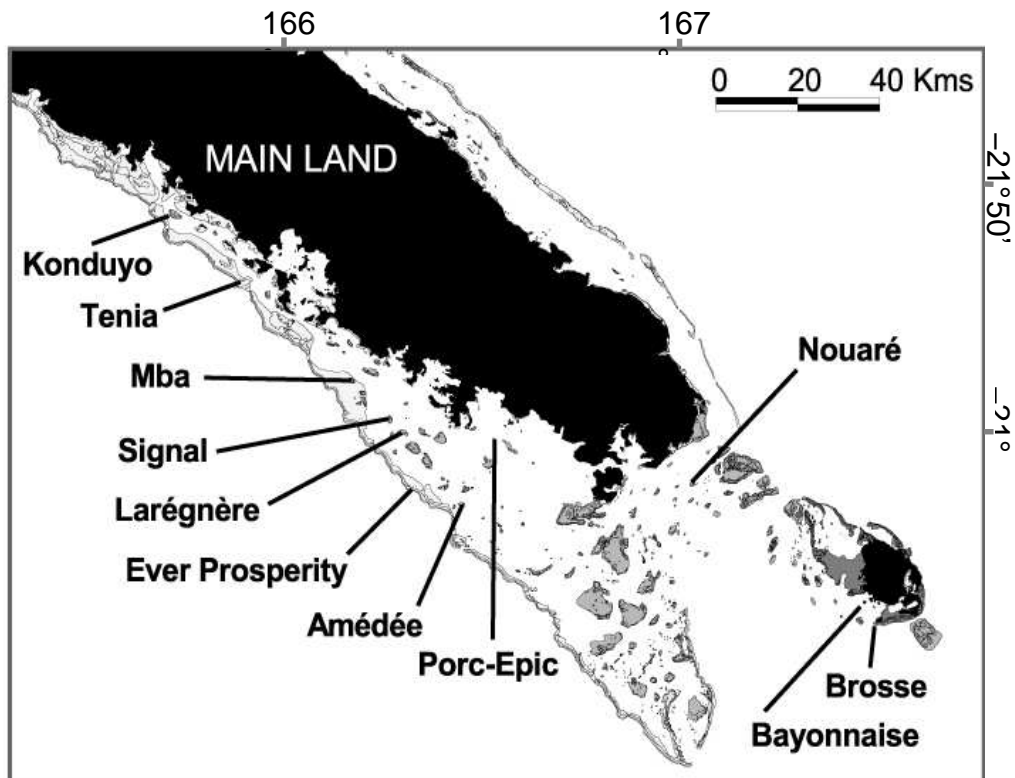 166
°
167
°
0 20 40 Kms
MAIN LAND
–21°50'
Konduyo
Tenia
Nouaré
Mba
–21°
Signal
Larégnère
Ever Prosperity
Amédée
Porc-Epic
Brosse
Bayonnaise